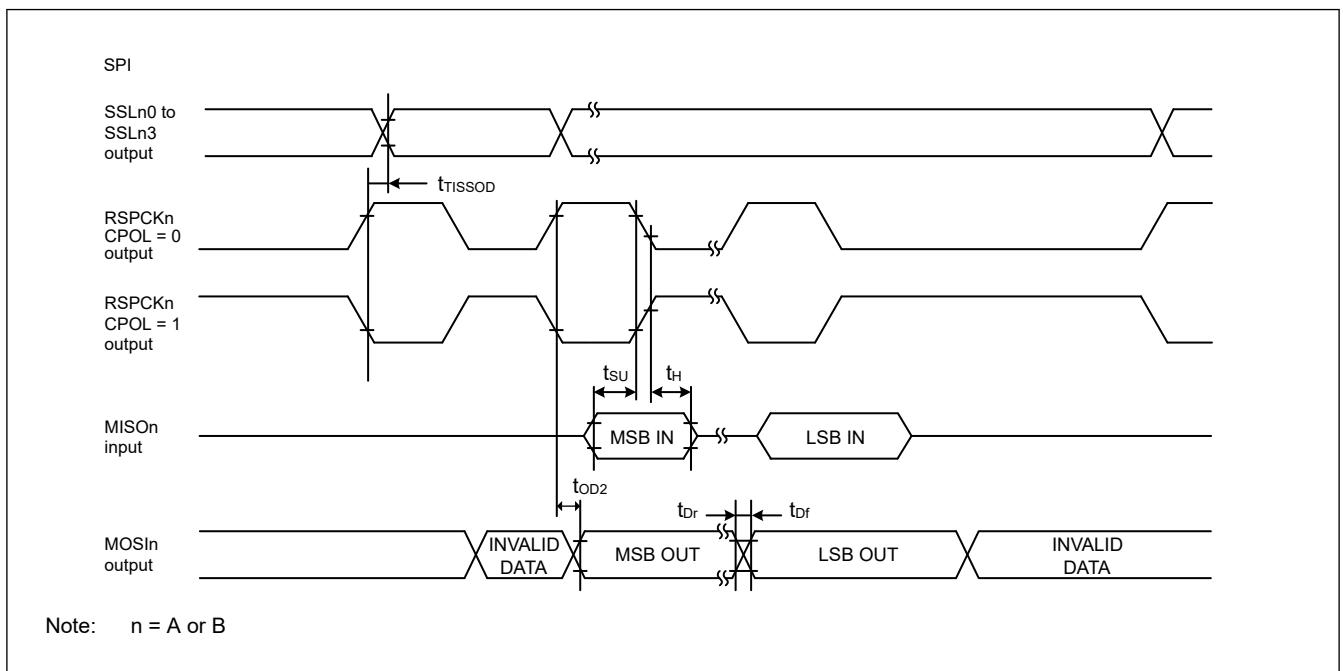 SPI
SSLn0 to
SSLn3
output
tTISSOD
RSPCKn
CPOL = 0
output
RSPCKn
CPOL = 1
output
tSU
tH
MISOn
input
MSB IN
LSB IN
tOD2
tDr
tDf
MOSIn
output
INVALID
DATA
MSB OUT
LSB OUT
INVALID
DATA
Note: n = A or B